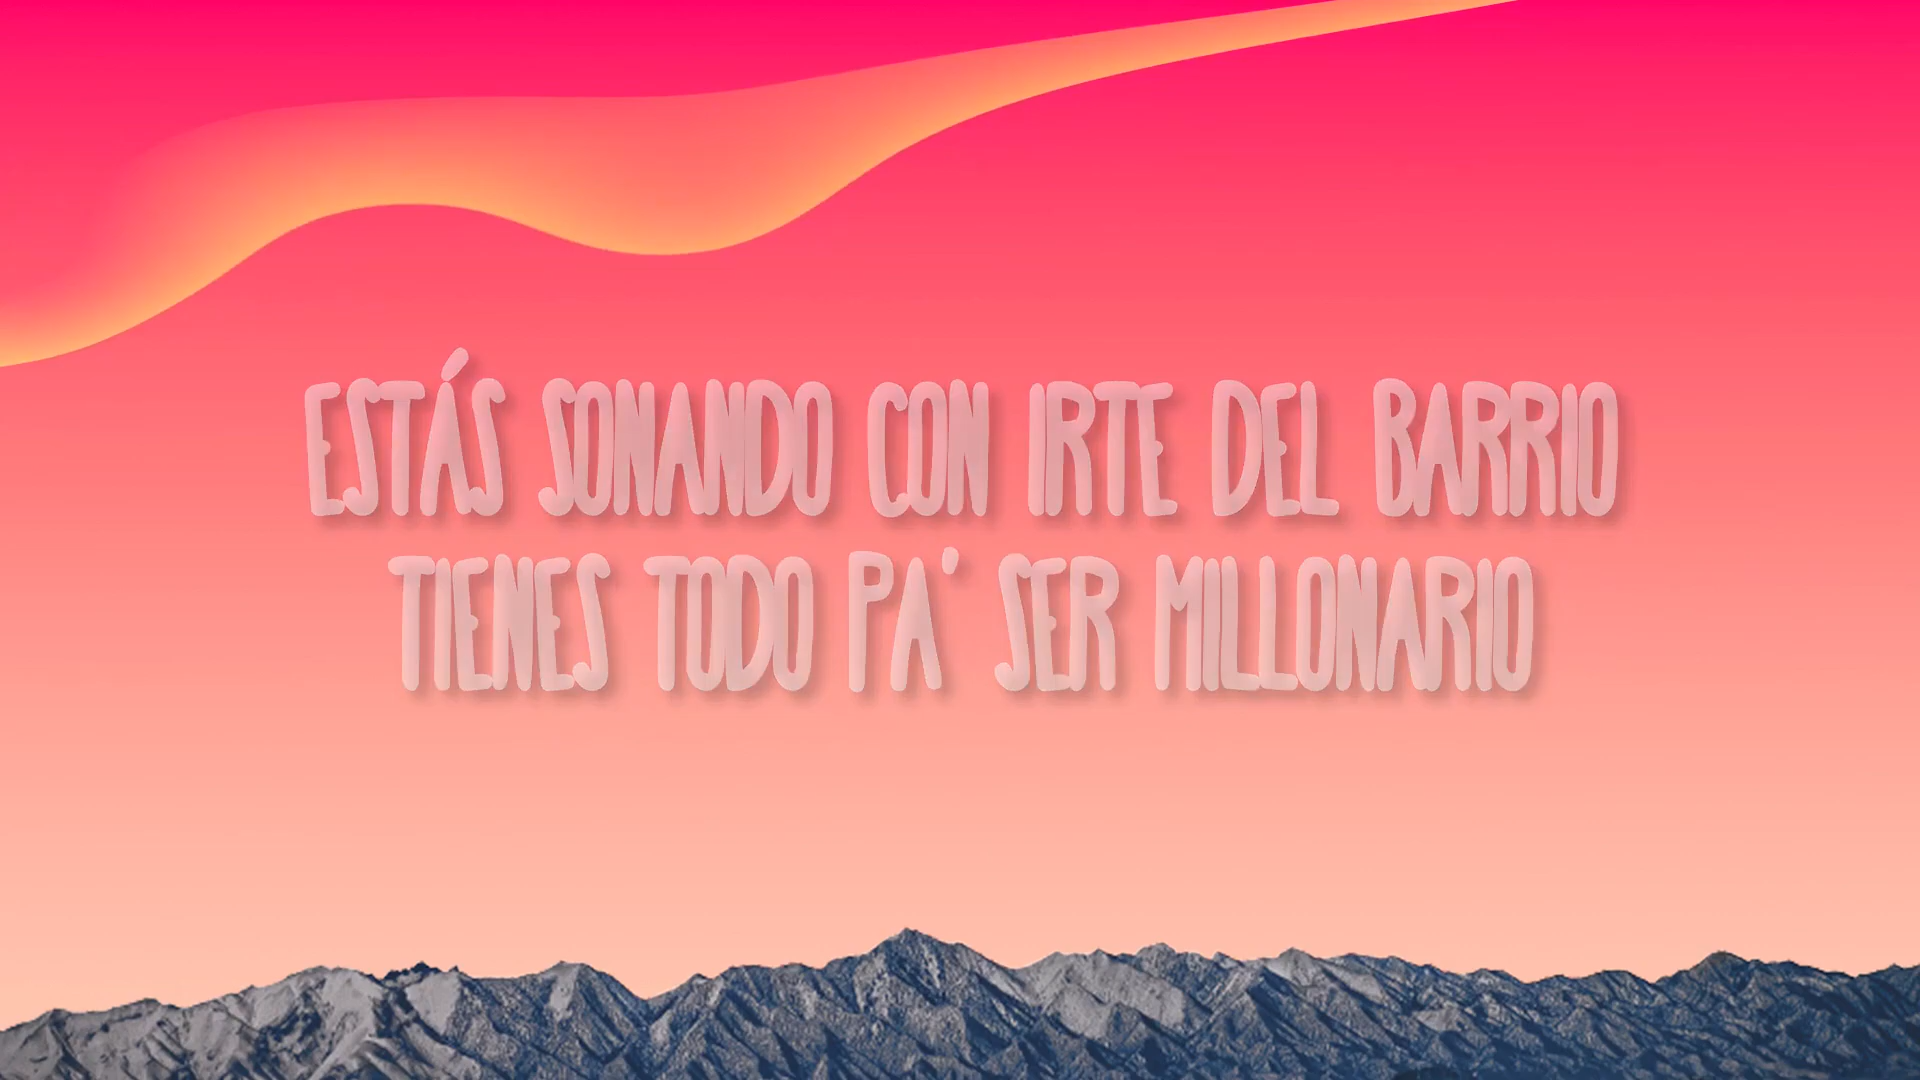 ESTÁS SONANDO CON IRTE DEL BARRIO
TIENES TODO PA' SER MILLONARIO